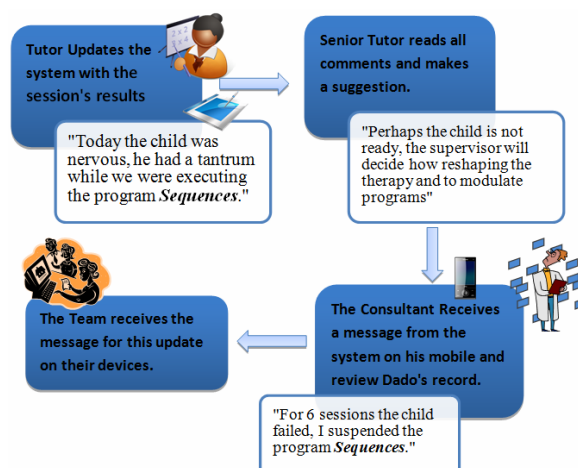 Tutor Updates the
system with the
session's results
"Today the child was
nervous, he had a tantrum
while we were executing
the program Sequences."
Senior Tutor reads all
comments and makes
a suggestion.
"Perhaps the child is not
ready, the supervisor will
decide how reshaping the
therapy and to modulate
programs"
The Consultant Receives
a message from the
system on his mobile and
review Dado's record.
"For 6 sessions the child
failed, I suspended the
program Sequences."
The Team receives the
message for this update
on their devices.